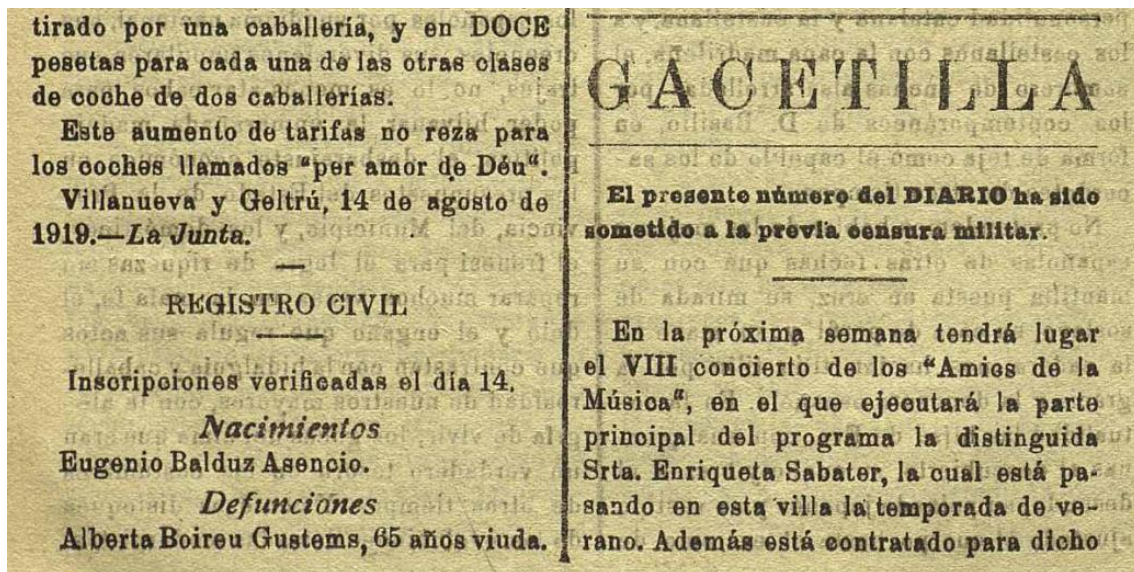 tirado por una caballería, y en DOCE
pesetas para cada una de las otras clases
de coche de dos caballerías.
Este aumento de tarifas no reza para
los coches llamados "per amor de Déu".
Villanueva y Geltrú, 14 de agosto de
1919.—La Junta.
REGISTRO CIVIL
Inscripciones verificadas el día 14.
Nacimientos
Eugenio Balduz Asencio.
Defunciones
Alberta Boireu Gustems, 65 años viuda.
GACETILLA
El presente número del DIARIO ha sido
sometido a la previa censura militar.
En la próxima semana tendrá lugar
el VIII concierto de los "Amics de la
Música", en el que ejecutará la parte
principal del programa la distinguida
Srta. Enriqueta Sabater, la cual está pa-
sando en esta villa la temporada de ve-
rano. Además está contratado para dicho